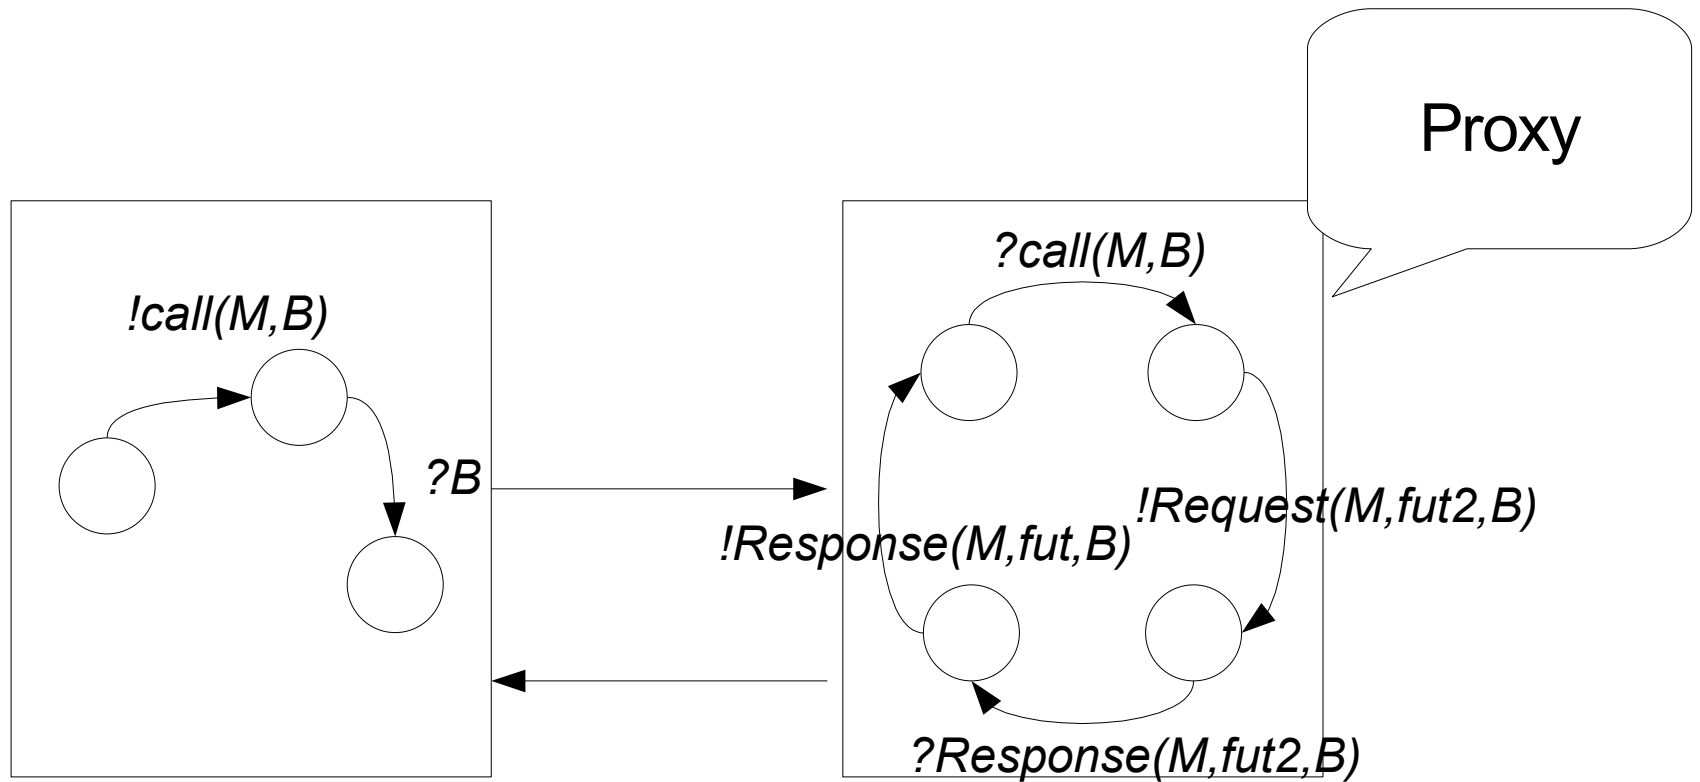 Proxy
?call(M,B)
!call(M,B)
?B
!Request(M,fut2,B)
!Response(M,fut,B)
?Response(M,fut2,B)